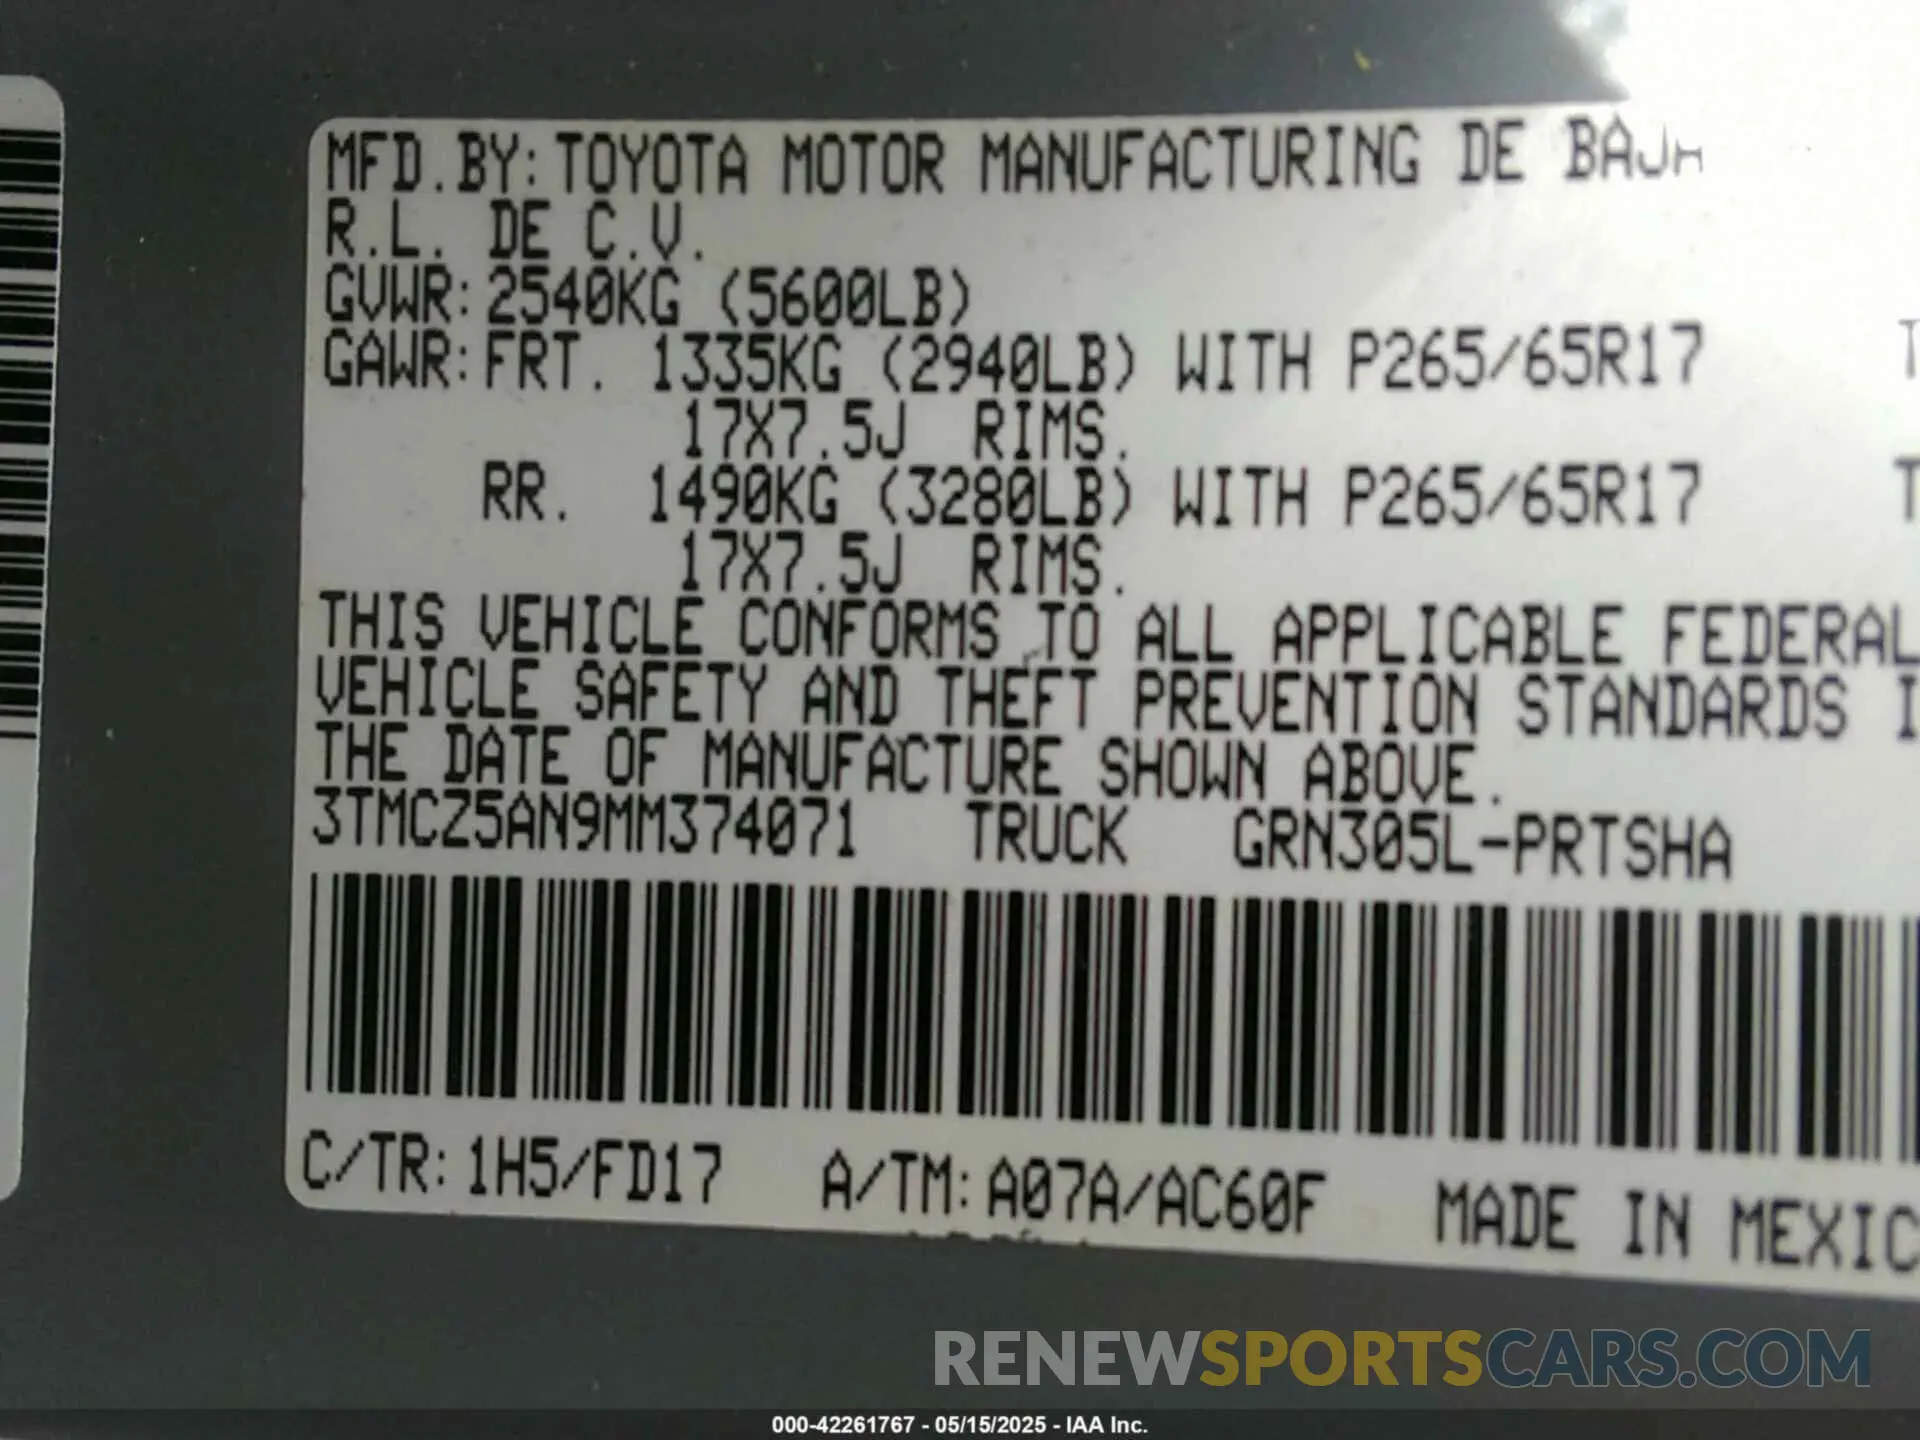 MFD.BY:TOYOTA MOTOR MANUFACTURING DE BAJA
R.L. DE C.V.
GVWR:2540KG (5600LB)
GAWR:FRT. 1335KG (2940LB) WITH P265/65R17 T
17X7.5J RIMS.
RR. 1490KG (3280LB) WITH P265/65R17 T
17X7.5J RIMS.
THIS VEHICLE CONFORMS TO ALL APPLICABLE FEDERAL
VEHICLE SAFETY AND THEFT PREVENTION STANDARDS I
THE DATE OF MANUFACTURE SHOWN ABOVE.
3TMCZ5AN9MM374071 TRUCK GRN305L-PRTSHA
C/TR:1H5/FD17 A/TM:A07A/AC60F MADE IN MEXIC
RENEWSPORTSCARS.COM
000-42261767 - 05/15/2025 - IAA Inc.